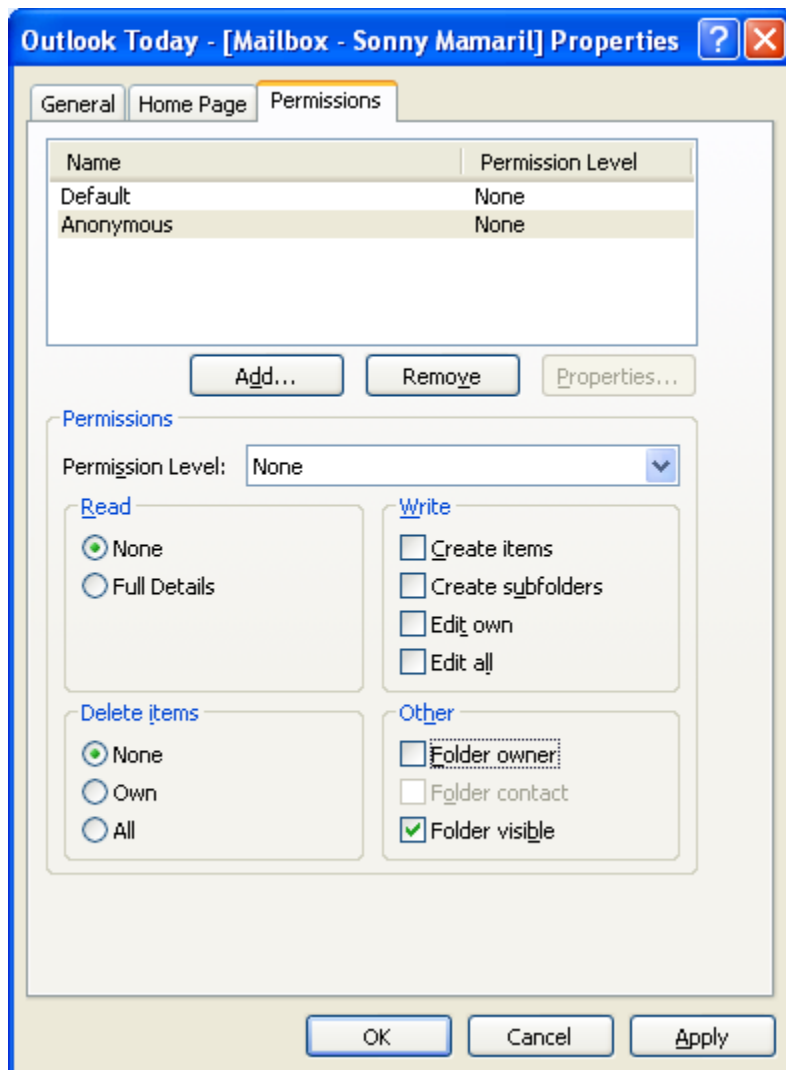 Outlook Today - [Mailbox - Sonny Mamaril] Properties ?
General Home Page Permissions
Name Permission Level
Default None
Anonymous None
Add... Remove Properties...
Permissions
Permission Level: None
Read
None
Full Details
Write
Create items
Create subfolders
Edit own
Edit all
Delete items
None
Own
All
Other
Folder owner
Folder contact
Folder visible
OK Cancel Apply